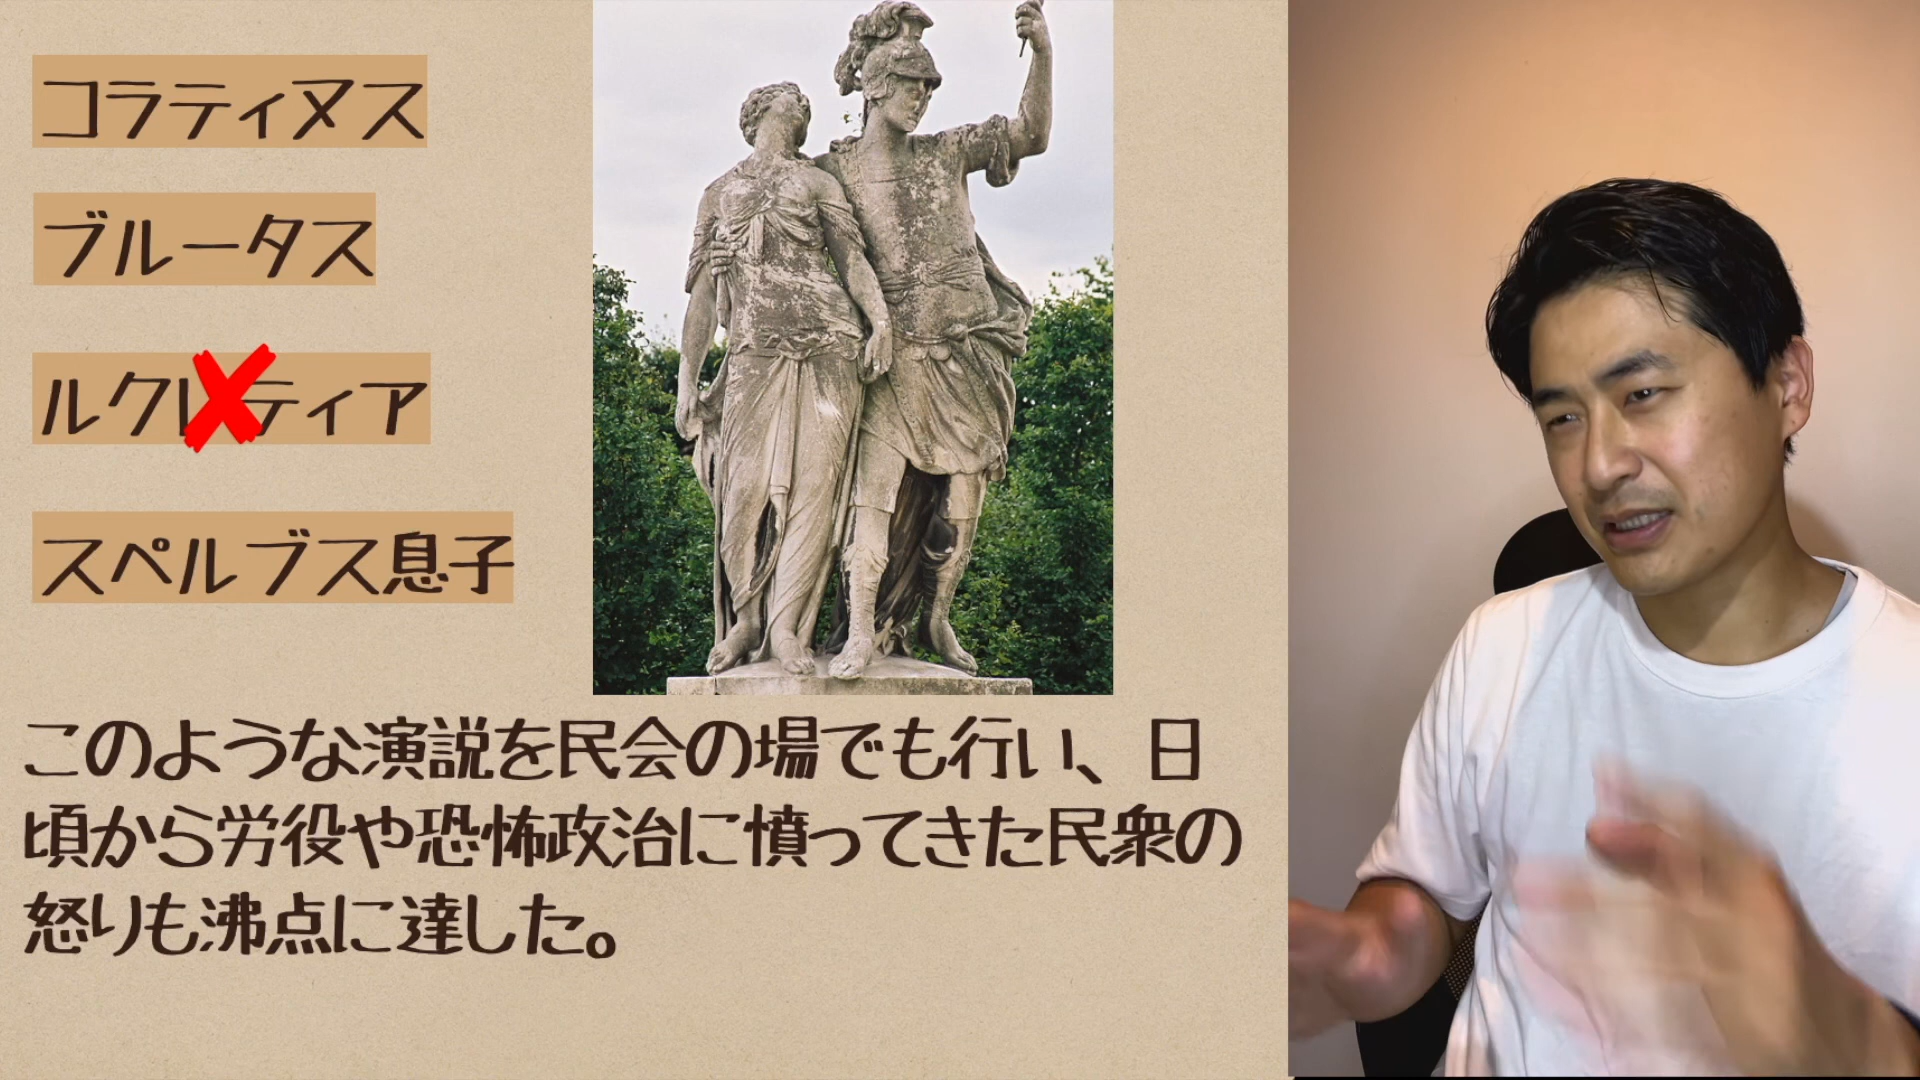 コラティヌス
ブルータス
ルクレティア
スペルブス息子
このような演説を民会の場でも行い、日
頃から労役や恐怖政治に憤ってきた民衆の
怒りも沸点に達した。